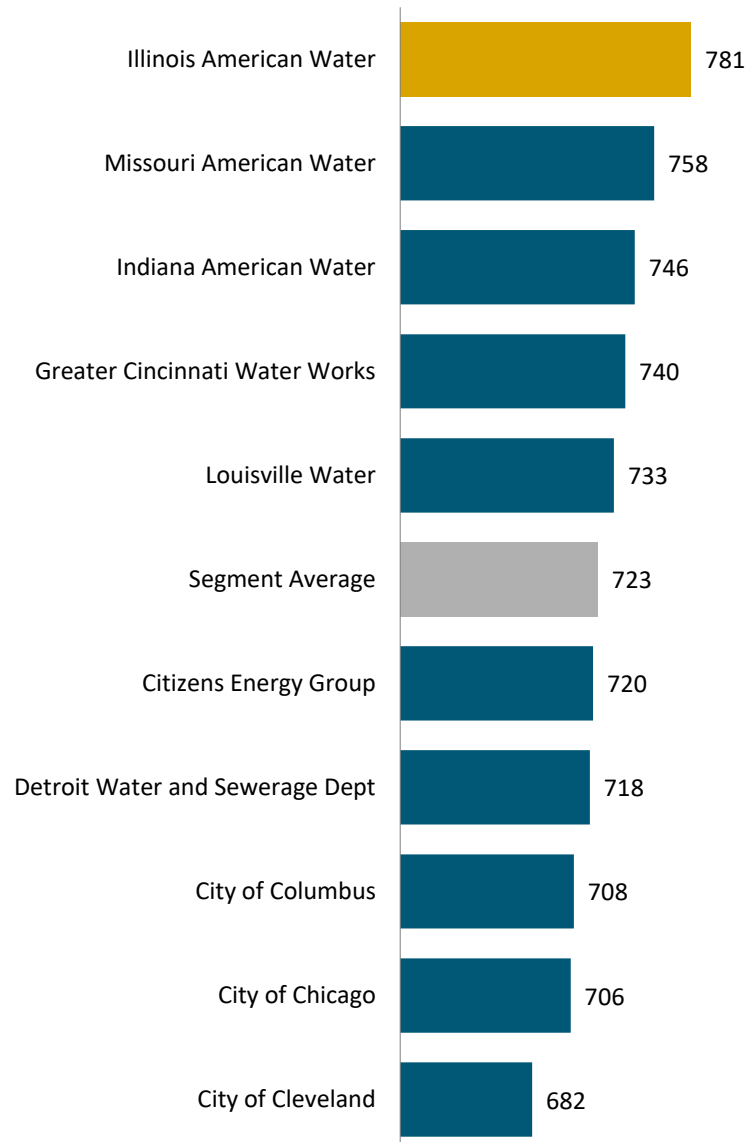 Illinois American Water 781
Missouri American Water 758
Indiana American Water 746
Greater Cincinnati Water Works 740
Louisville Water 733
Segment Average 723
Citizens Energy Group 720
Detroit Water and Sewerage Dept 718
City of Columbus 708
City of Chicago 706
City of Cleveland 682